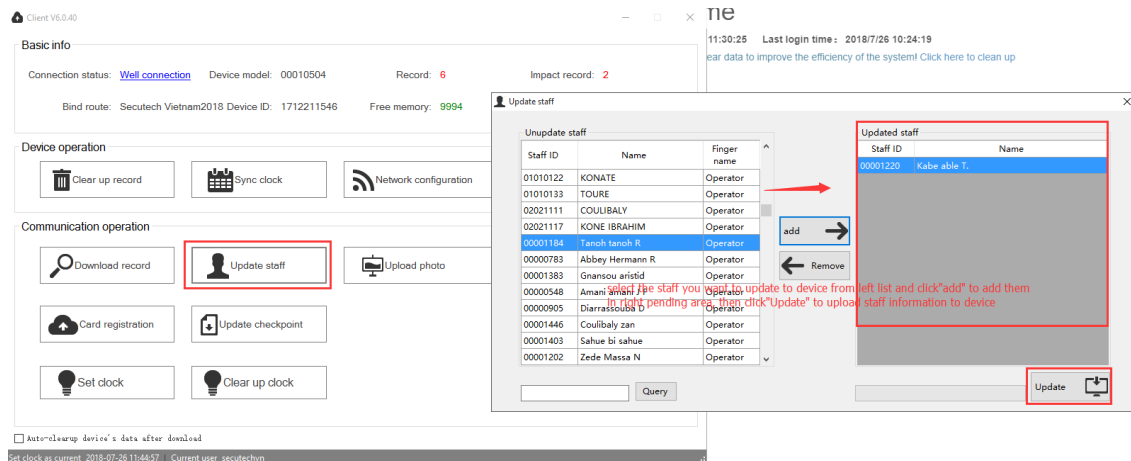 Client V6.0.40
me
11:30:25 Last login time： 2018/7/26 10:24:19
ear data to improve the efficiency of the system! Click here to clean up
Basic info
Connection status: Well connection Device model: 00010504 Record: 6 Impact record: 2
Bind route: Secutech Vietnam2018 Device ID: 1712211546 Free memory: 9994
Device operation
Clear up record
Sync clock
Network configuration
Communication operation
Download record
Update staff
Upload photo
Card registration
Update checkpoint
Set clock
Clear up clock
Auto-clearup device's data after download
Set clock as current 2018-07-26 11:44:57 Current user secutechvn
Update staff
Unupdate staff
Staff ID Name Finger name
01010122 KONATE Operator
01010133 TOURE Operator
02021111 COULIBALY Operator
02021117 KONE IBRAHIM Operator
00001184 Tanoh tanoh R Operator
00000783 Abbey Hermann R Operator
00001383 Gnansou aristid Operator
00000548 Amani amani J F Operator
00000905 Diarrassouba D Operator
00001446 Coulibaly zan Operator
00001403 Sahue bi sahue Operator
00001202 Zede Massa N Operator
Query
add
Remove
Updated staff
Staff ID Name
00001220 Kabe able T.
select the staff you want to update to device from left list and click"add" to add them
in right pending area, then click"Update" to upload staff information to device
Update